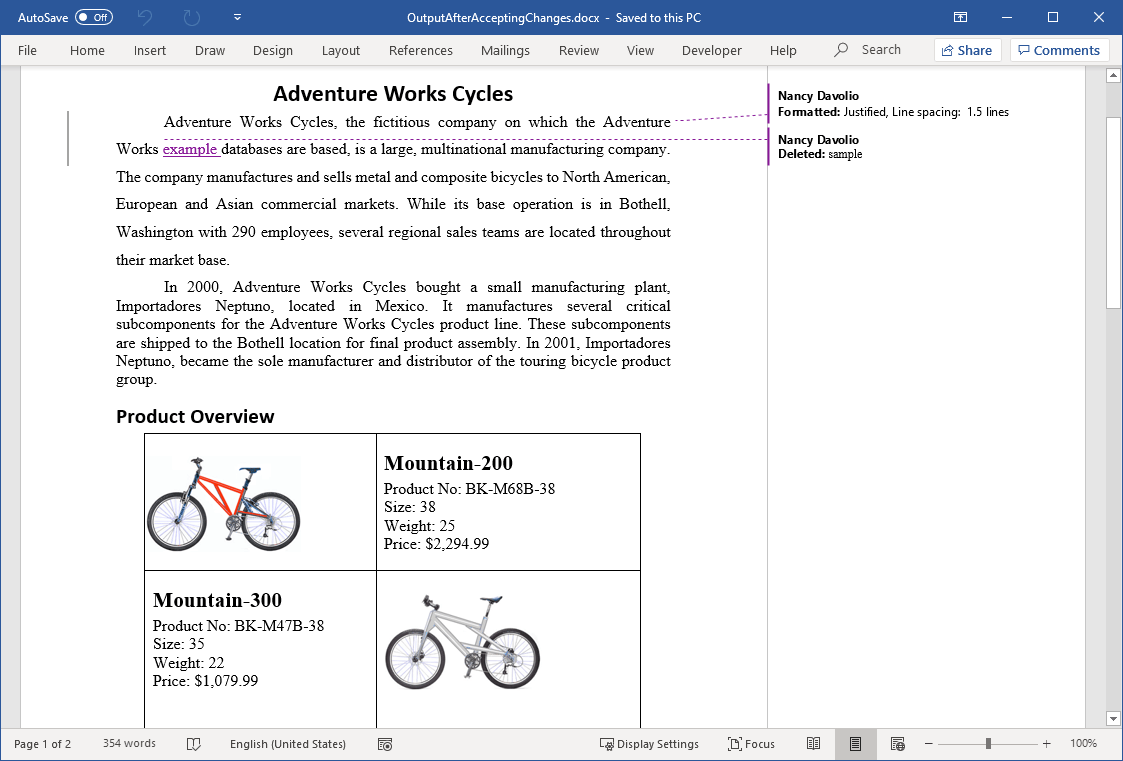 AutoSave Off
OutputAfterAcceptingChanges.docx - Saved to this PC
File Home Insert Draw Design Layout References Mailings Review View Developer Help Search Share Comments
Adventure Works Cycles
Adventure Works Cycles, the fictitious company on which the Adventure
Works example databases are based, is a large, multinational manufacturing company.
The company manufactures and sells metal and composite bicycles to North American,
European and Asian commercial markets. While its base operation is in Bothell,
Washington with 290 employees, several regional sales teams are located throughout
their market base.
In 2000, Adventure Works Cycles bought a small manufacturing plant,
Importadores Neptuno, located in Mexico. It manufactures several critical
subcomponents for the Adventure Works Cycles product line. These subcomponents
are shipped to the Bothell location for final product assembly. In 2001, Importadores
Neptuno, became the sole manufacturer and distributor of the touring bicycle product
group.
Product Overview
Mountain-200
Product No: BK-M68B-38
Size: 38
Weight: 25
Price: $2,294.99
Mountain-300
Product No: BK-M47B-38
Size: 35
Weight: 22
Price: $1,079.99
Nancy Davolio
Formatted: Justified, Line spacing: 1.5 lines
Nancy Davolio
Deleted: sample
Page 1 of 2 354 words English (United States) Display Settings Focus 100%